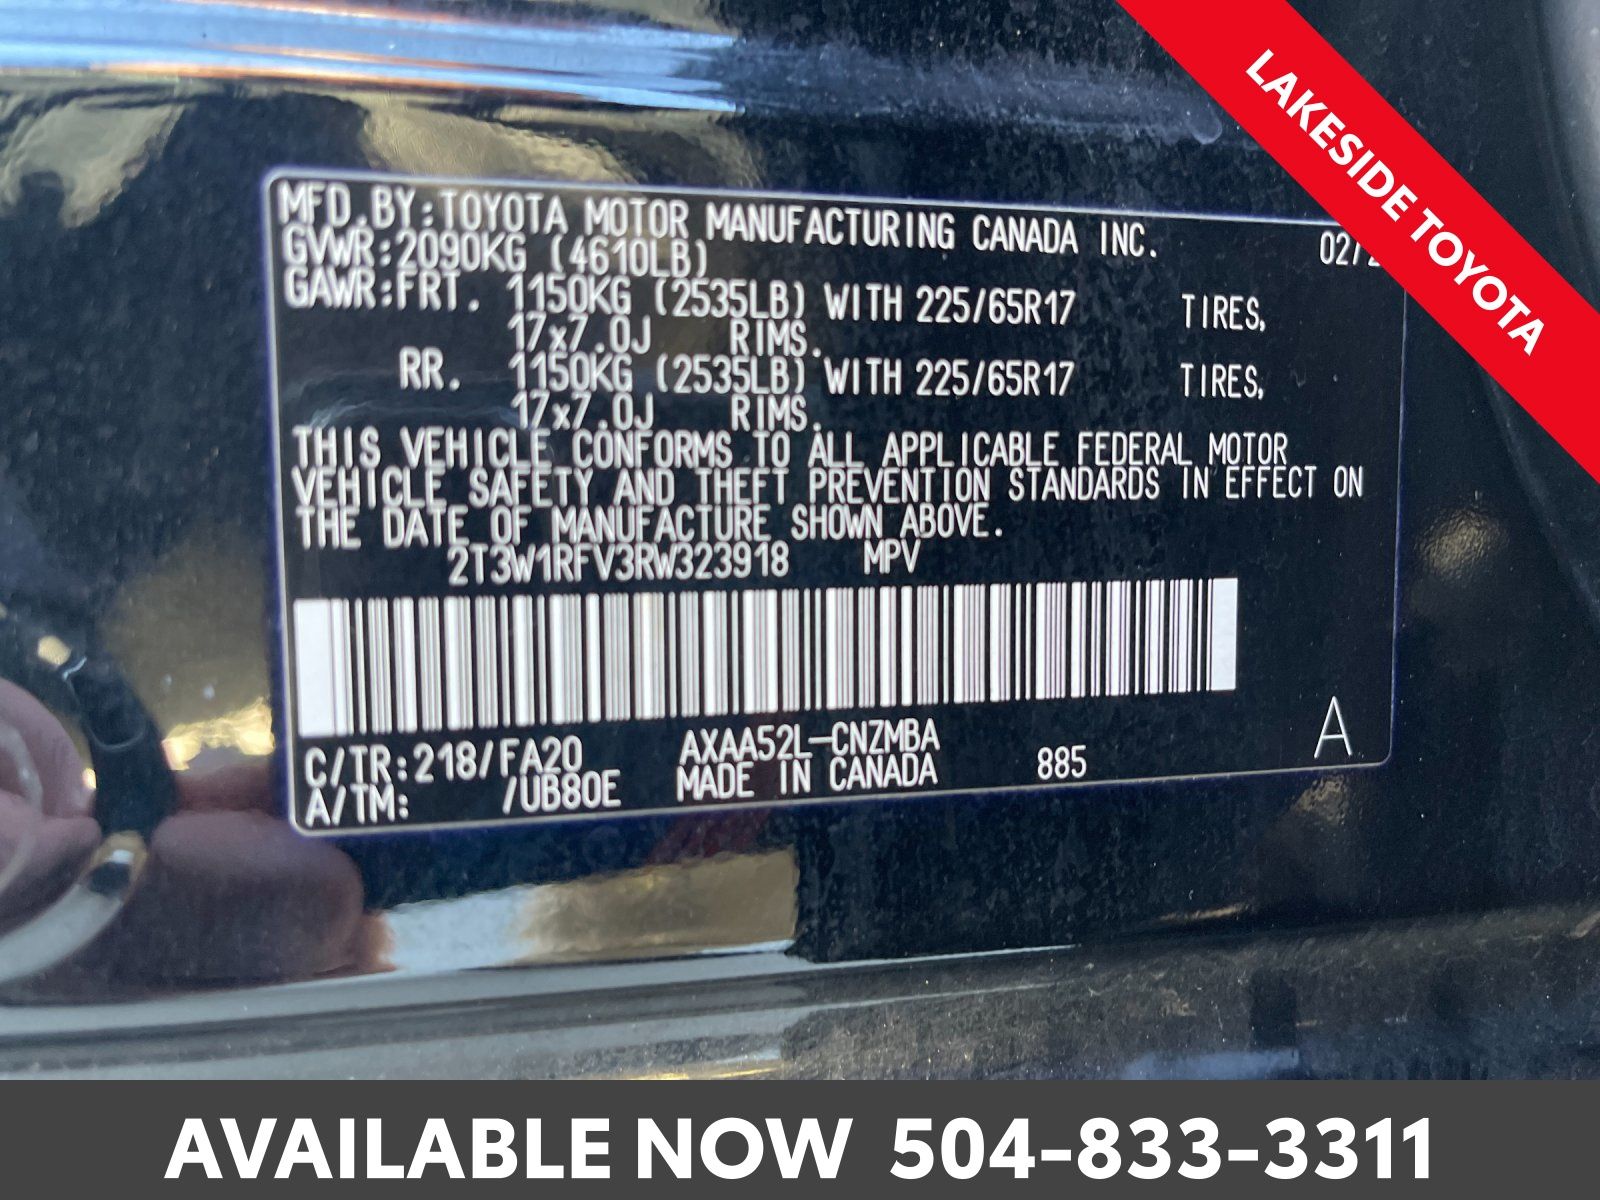 LAKESIDE TOYOTA
MFD.BY:TOYOTA MOTOR MANUFACTURING CANADA INC. 02/2
GVWR:2090KG (4610LB)
GAWR:FRT. 1150KG (2535LB) WITH 225/65R17 TIRES,
17x7.0J RIMS.
RR. 1150KG (2535LB) WITH 225/65R17 TIRES,
17x7.0J RIMS.
THIS VEHICLE CONFORMS TO ALL APPLICABLE FEDERAL MOTOR
VEHICLE SAFETY AND THEFT PREVENTION STANDARDS IN EFFECT ON
THE DATE OF MANUFACTURE SHOWN ABOVE.
2T3W1RFV3RW323918 MPV
C/TR:218/FA20 AXAA52L-CNZMBA
A/TM: /UB80E MADE IN CANADA 885 A
AVAILABLE NOW 504-833-3311